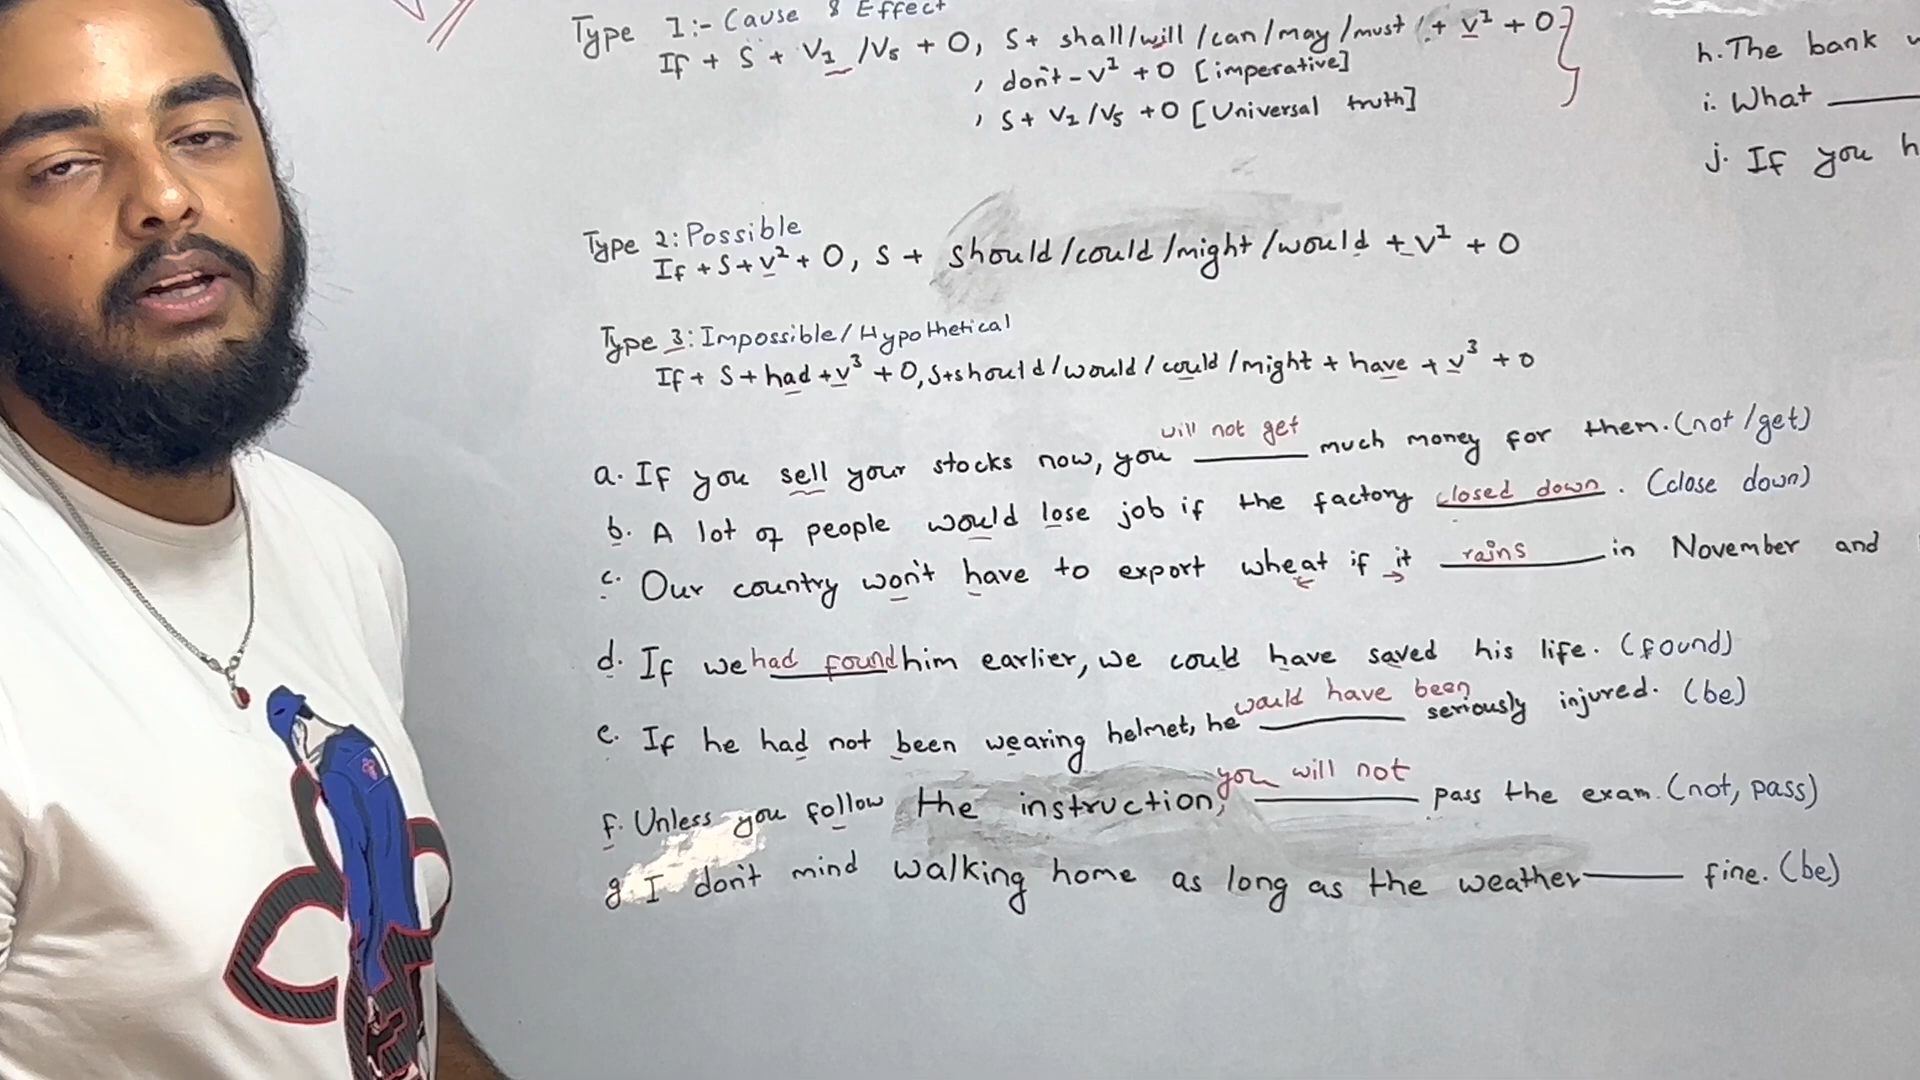 Type 1:- Cause & Effect
If + S + V1/V5 + O, S + shall/will/can/may/must + V¹ + O
, don't - V¹ + O [imperative]
, S + V1/V5 + O [Universal truth]
Type 2: Possible
If + S + V² + O, S + should/could/might/would + V¹ + O
Type 3: Impossible/Hypothetical
If + S + had + V³ + O, S + should/would/could/might + have + V³ + O
a. If you sell your stocks now, you will not get much money for them. (not/get)
b. A lot of people would lose job if the factory closed down. (close down)
c. Our country won't have to export wheat if it rains in November and
d. If we had found him earlier, we could have saved his life. (found)
e. If he had not been wearing helmet, he would have been seriously injured. (be)
f. Unless you follow the instruction, you will not pass the exam. (not, pass)
g. I don't mind walking home as long as the weather ____ fine. (be)
h. The bank
i. What ____
j. If you